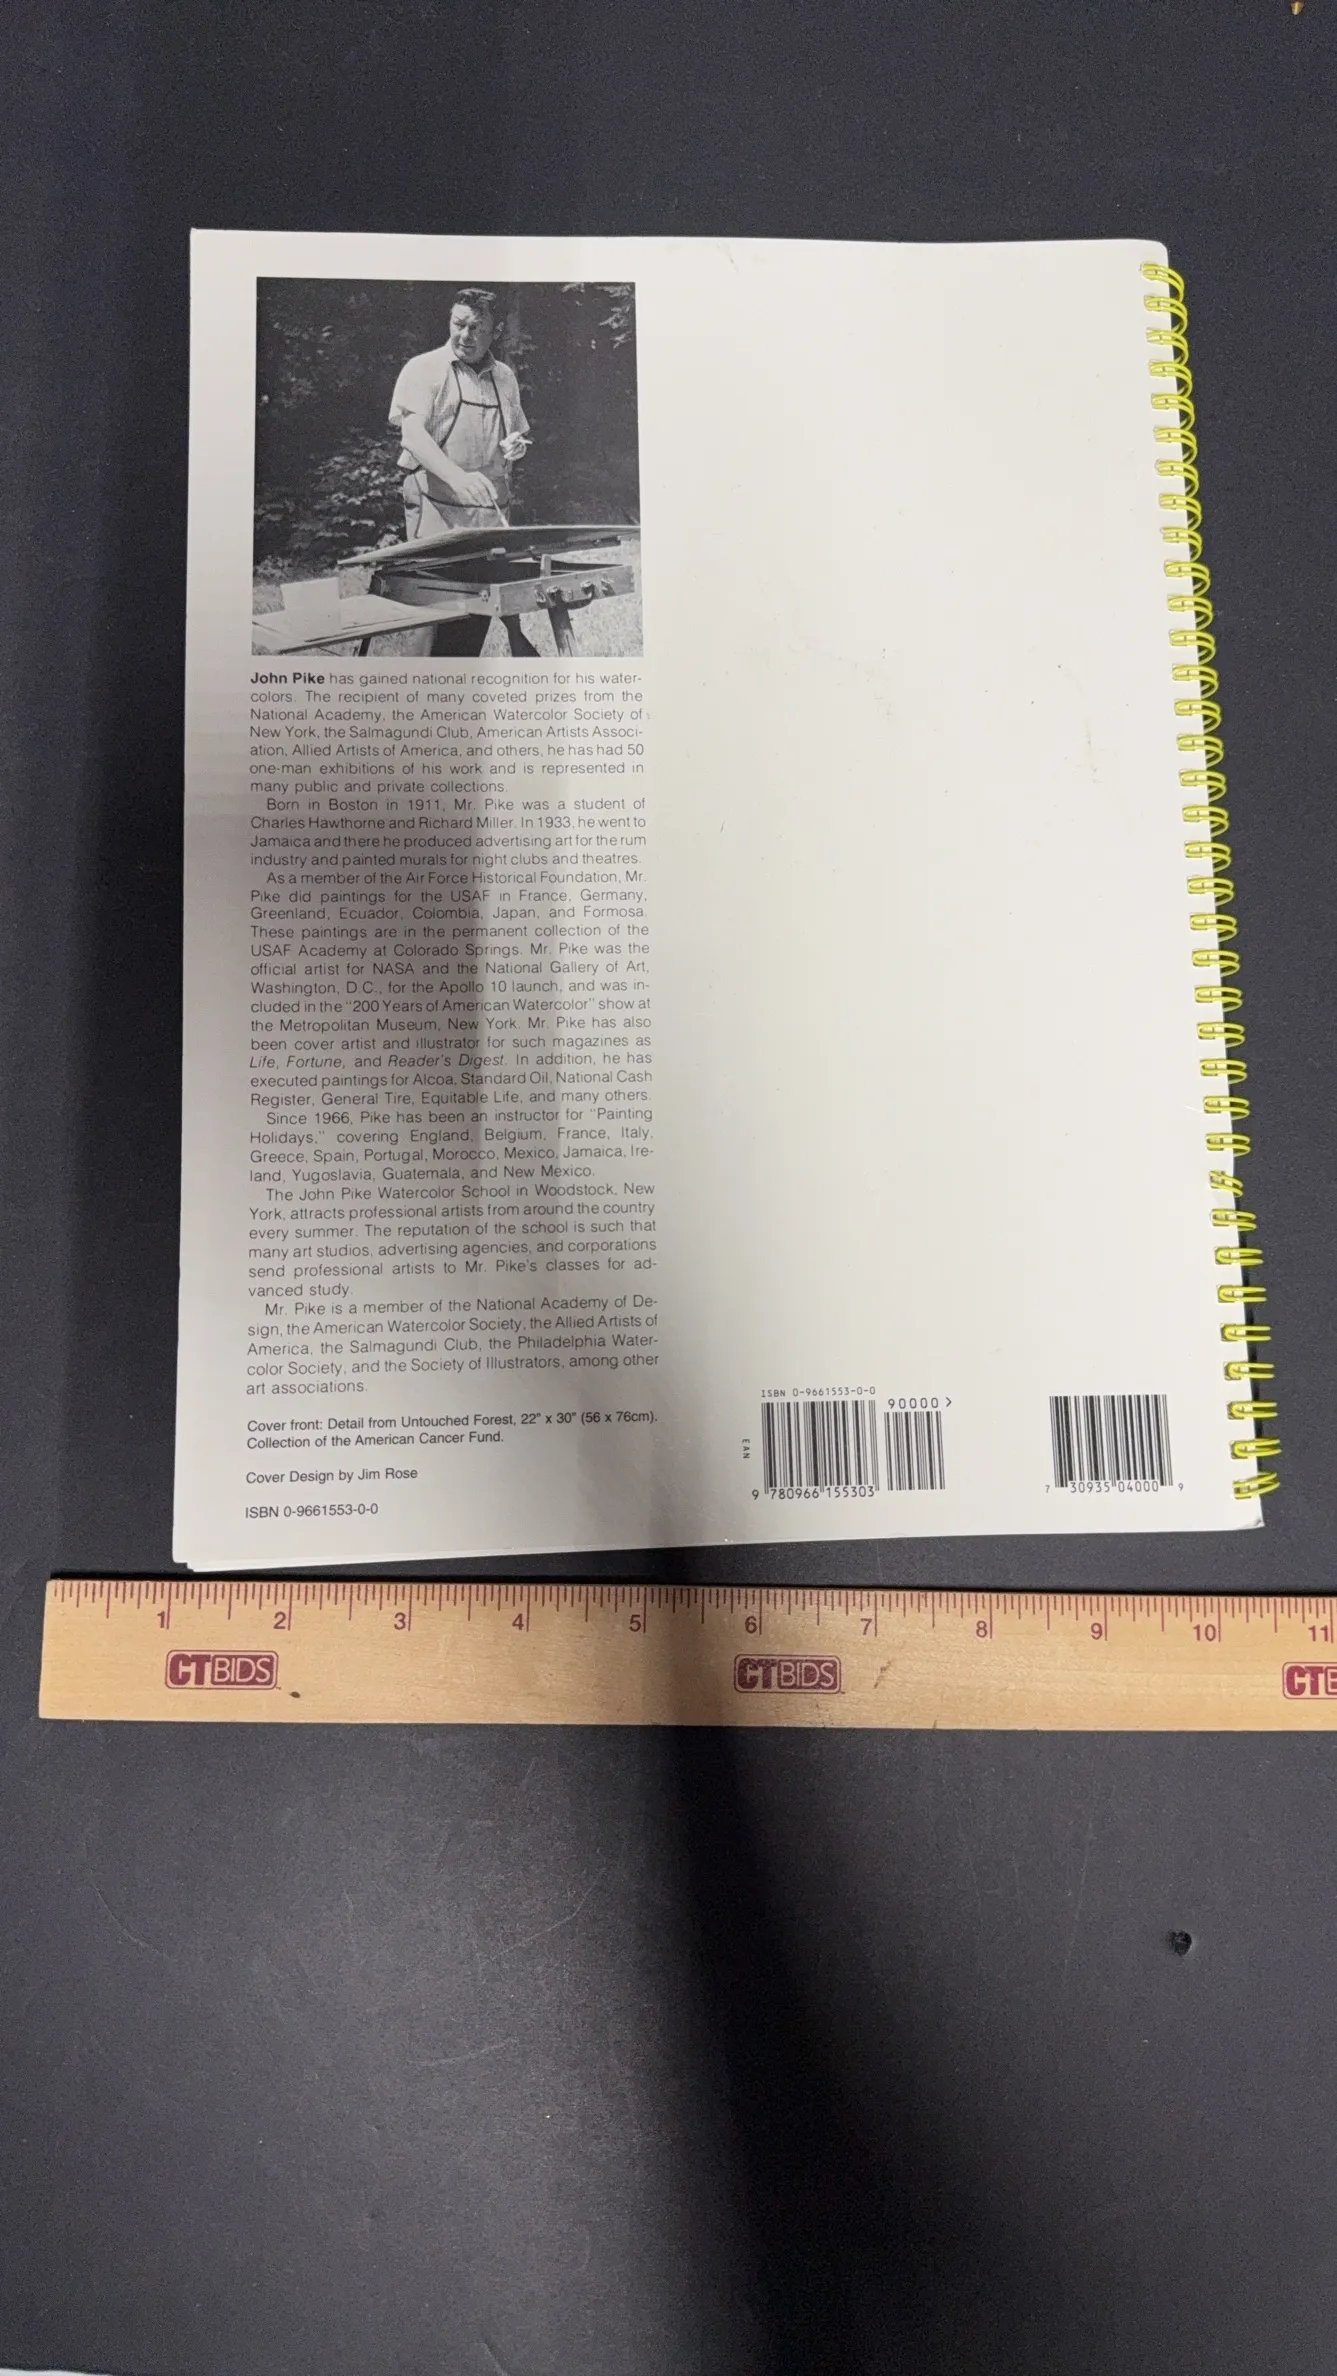 John Pike has gained national recognition for his water-
colors. The recipient of many coveted prizes from the
National Academy, the American Watercolor Society of
New York, the Salmagundi Club, American Artists Associ-
ation, Allied Artists of America, and others, he has had 50
one-man exhibitions of his work and is represented in
many public and private collections.
Born in Boston in 1911, Mr. Pike was a student of
Charles Hawthorne and Richard Miller. In 1933, he went to
Jamaica and there he produced advertising art for the rum
industry and painted murals for night clubs and theatres.
As a member of the Air Force Historical Foundation, Mr.
Pike did paintings for the USAF in France, Germany,
Greenland, Ecuador, Colombia, Japan, and Formosa.
These paintings are in the permanent collection of the
USAF Academy at Colorado Springs. Mr. Pike was the
official artist for NASA and the National Gallery of Art,
Washington, D.C., for the Apollo 10 launch, and was in-
cluded in the "200 Years of American Watercolor" show at
the Metropolitan Museum, New York. Mr. Pike has also
been cover artist and illustrator for such magazines as
Life, Fortune, and Reader's Digest. In addition, he has
executed paintings for Alcoa, Standard Oil, National Cash
Register, General Tire, Equitable Life, and many others.
Since 1966, Pike has been an instructor for "Painting
Holidays," covering England, Belgium, France, Italy,
Greece, Spain, Portugal, Morocco, Mexico, Jamaica, Ire-
land, Yugoslavia, Guatemala, and New Mexico.
The John Pike Watercolor School in Woodstock, New
York, attracts professional artists from around the country
every summer. The reputation of the school is such that
many art studios, advertising agencies, and corporations
send professional artists to Mr. Pike's classes for ad-
vanced study.
Mr. Pike is a member of the National Academy of De-
sign, the American Watercolor Society, the Allied Artists of
America, the Salmagundi Club, the Philadelphia Water-
color Society, and the Society of Illustrators, among other
art associations.
Cover front: Detail from Untouched Forest, 22" x 30" (56 x 76cm).
Collection of the American Cancer Fund.
Cover Design by Jim Rose
ISBN 0-9661553-0-0
ISBN 0-9661553-0-0
90000>
EAN
9 780966 155303
7 30935 04000 9
1 2 3 4 5 6 7 8 9 10 11
CTBIDS CTBIDS CTB